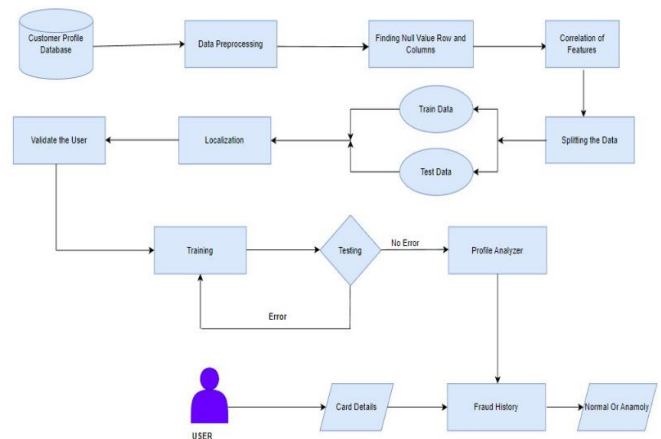 Customer Profile
Database
Data Preprocessing
Finding Null Value Row and
Columns
Correlation of
Features
Train Data
Validate the User
Localization
Splitting the Data
Test Data
Training
Testing
No Error
Profile Analyzer
Error
Card Details
Fraud History
Normal Or Anamoly
USER